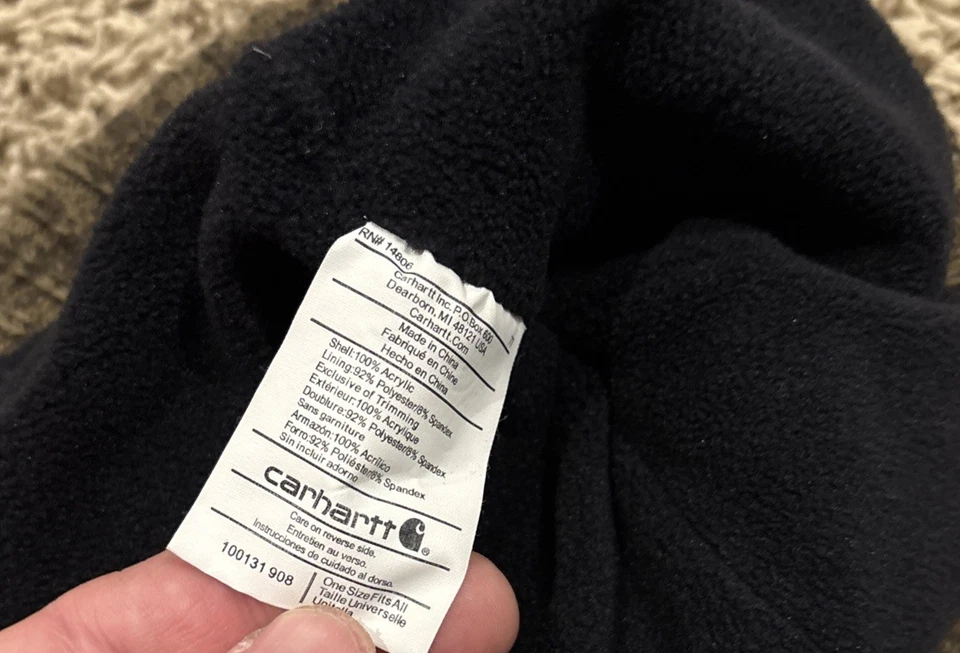 RN# 14806
Carhartt Inc. P.O.Box 600
Dearborn, MI 48121 USA
Carhartt.Com
Made in China
Fabriqué en Chine
Hecho en China
Shell:100% Acrylic
Lining:92% Polyester/8% Spandex
Exclusive of Trimming
Extérieur:100% Acrylique
Doublure:92% Polyester/8% Spandex
Sans garniture
Armazón:100% Acrílico
Forro:92% Poliéster/8% Spandex
Sin incluir adorno
carhartt
®
Care on reverse side.
Entretien au verso.
Instrucciones de cuidado al dorso.
100131 908
One Size Fits All
Taille Universelle
Unitalla